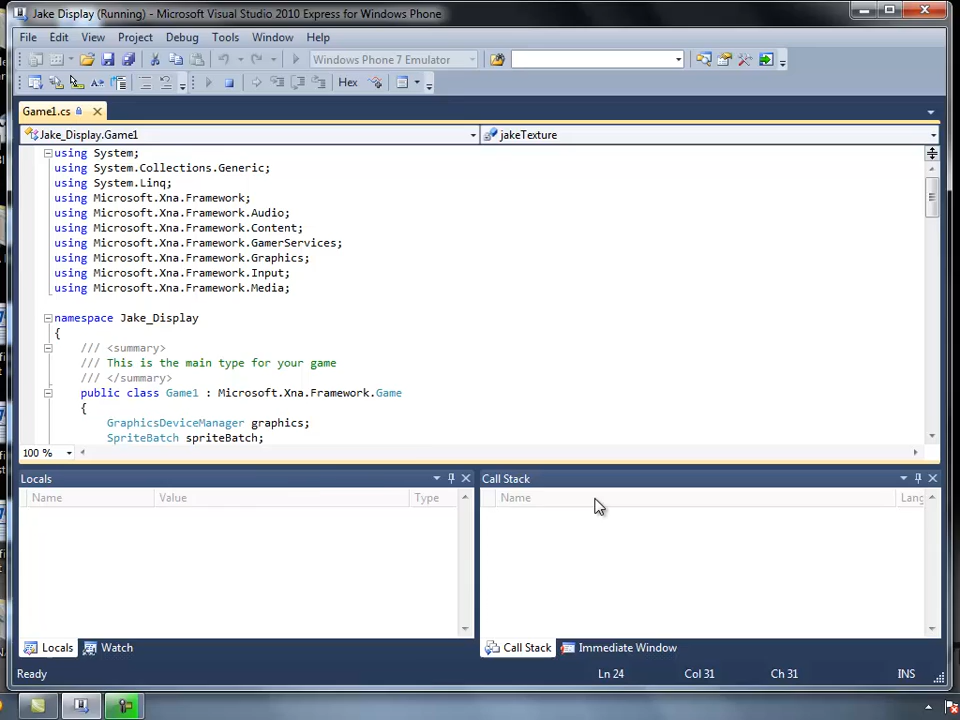 Jake Display (Running) - Microsoft Visual Studio 2010 Express for Windows Phone
File Edit View Project Debug Tools Window Help
Windows Phone 7 Emulator
Hex
Game1.cs
Jake_Display.Game1 jakeTexture
using System;
using System.Collections.Generic;
using System.Linq;
using Microsoft.Xna.Framework;
using Microsoft.Xna.Framework.Audio;
using Microsoft.Xna.Framework.Content;
using Microsoft.Xna.Framework.GamerServices;
using Microsoft.Xna.Framework.Graphics;
using Microsoft.Xna.Framework.Input;
using Microsoft.Xna.Framework.Media;
namespace Jake_Display
{
/// <summary>
/// This is the main type for your game
/// </summary>
public class Game1 : Microsoft.Xna.Framework.Game
{
GraphicsDeviceManager graphics;
SpriteBatch spriteBatch;
100 %
Locals Call Stack
Name Value Type Name Lang
Locals Watch Call Stack Immediate Window
Ready Ln 24 Col 31 Ch 31 INS